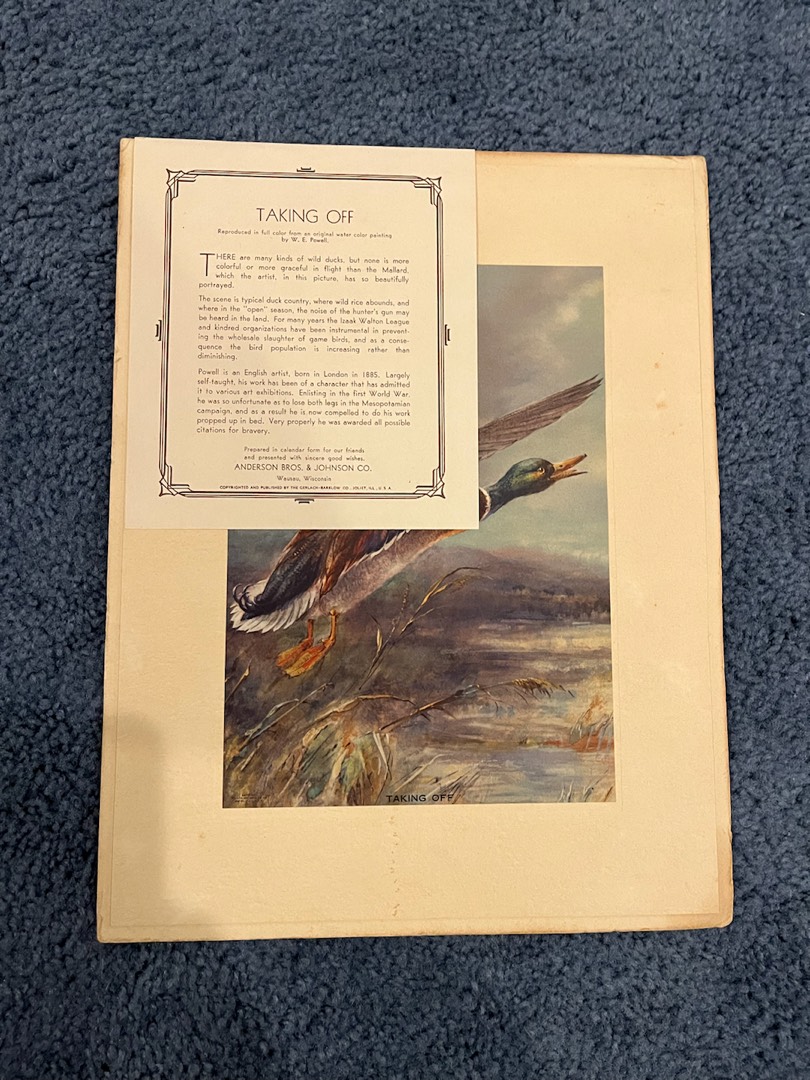 TAKING OFF
Reproduced in full color from an original water color painting
by W. E. Powell.
THERE are many kinds of wild ducks, but none is more
colorful or more graceful in flight than the Mallard,
which the artist, in this picture, has so beautifully
portrayed.
The scene is typical duck country, where wild rice abounds, and
where in the "open" season, the noise of the hunter's gun may
be heard in the land. For many years the Izaak Walton League
and kindred organizations have been instrumental in prevent-
ing the wholesale slaughter of game birds, and as a conse-
quence the bird population is increasing rather than
diminishing.
Powell is an English artist, born in London in 1885. Largely
self-taught, his work has been of a character that has admitted
it to various art exhibitions. Enlisting in the first World War,
he was so unfortunate as to lose both legs in the Mesopotamian
campaign, and as a result he is now compelled to do his work
propped up in bed. Very properly he was awarded all possible
citations for bravery.
Prepared in calendar form for our friends
and presented with sincere good wishes.
ANDERSON BROS. & JOHNSON CO.
Wausau, Wisconsin
COPYRIGHTED AND PUBLISHED BY THE GERLACH-BARKLOW CO., JOLIET, ILL., U. S. A.
TAKING OFF